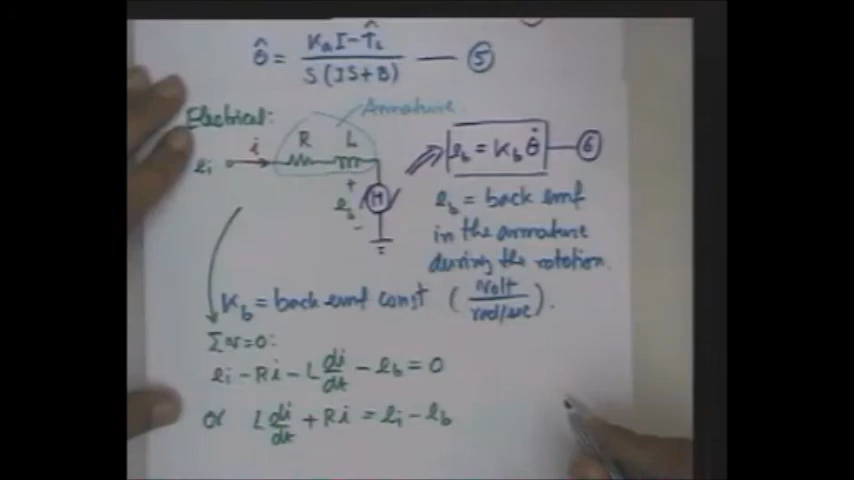 θ̂ = (K_a I − T̂_L) / (S (IS + B)) — ⑤
Electrical: Armature
R L
e_i i
+ e_b − M
e_b = K_b θ̇ — ⑥
e_b = back emf
in the armature
during the rotation.
K_b = back emf const (Volt / rad/sec).
Σv = 0:
e_i − Ri − L di/dt − e_b = 0
or L di/dt + Ri = e_i − e_b